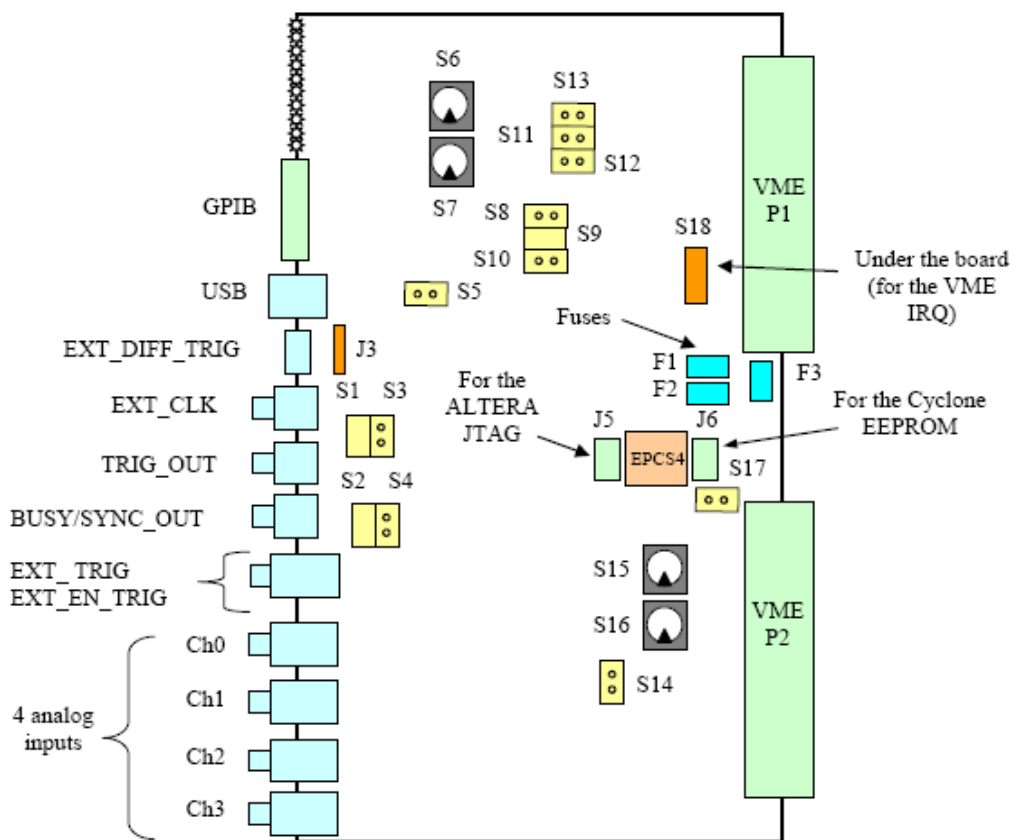 S6
S13
S11
S12
VME
P1
GPIB
S7
S8
S9
S10
S18
Under the board
(for the VME
IRQ)
USB
S5
Fuses
EXT_DIFF_TRIG
J3
F1
F2
F3
S1
S3
For the
ALTERA
JTAG
For the Cyclone
EEPROM
EXT_CLK
J5
J6
EPCS4
S17
TRIG_OUT
S2
S4
BUSY/SYNC_OUT
EXT_ TRIG
EXT_EN_TRIG
S15
S16
VME
P2
Ch0
S14
Ch1
4 analog
inputs
Ch2
Ch3